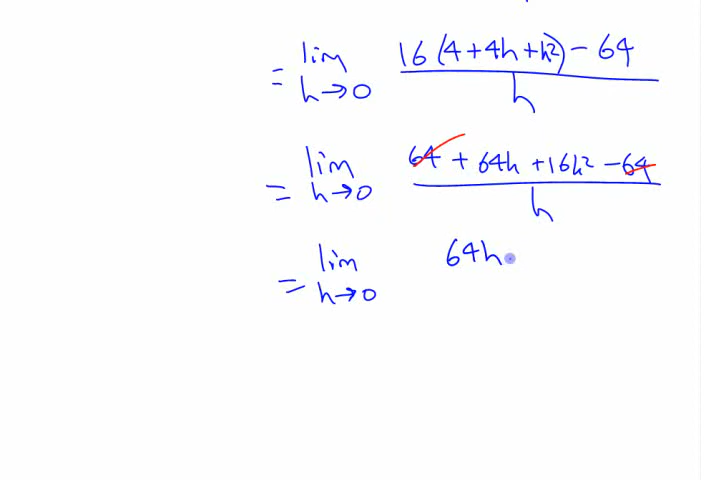 = lim h→0 16(4+4h+h²) − 64 / h
= lim h→0 64 + 64h + 16h² − 64 / h
= lim h→0 64h